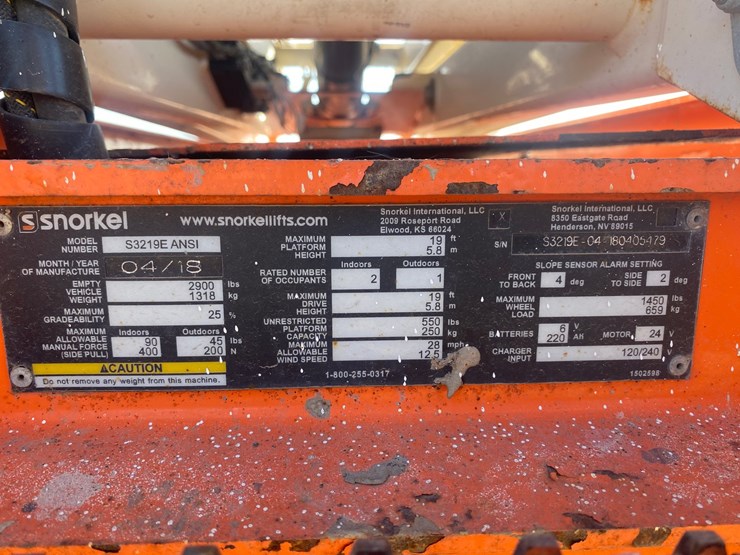 snorkel
www.snorkellifts.com
Snorkel International, LLC
2009 Roseport Road
Elwood, KS 66024
X
Snorkel International, LLC
8350 Eastgate Road
Henderson, NV 89015
MODEL NUMBER S3219E ANSI
MONTH / YEAR OF MANUFACTURE 04/18
EMPTY VEHICLE WEIGHT 2900 lbs
1318 kg
MAXIMUM GRADEABILITY 25 %
Indoors Outdoors
MAXIMUM ALLOWABLE MANUAL FORCE (SIDE PULL) 90 45 lbs
400 200 N
⚠CAUTION
Do not remove any weight from this machine.
MAXIMUM PLATFORM HEIGHT 19 ft
5.8 m
Indoors Outdoors
RATED NUMBER OF OCCUPANTS 2 1
MAXIMUM DRIVE HEIGHT 19 ft
5.8 m
UNRESTRICTED PLATFORM CAPACITY 550 lbs
250 kg
MAXIMUM ALLOWABLE WIND SPEED 28 mph
12.5
1-800-255-0317
S/N S3219E-04-180405479
SLOPE SENSOR ALARM SETTING
FRONT TO BACK 4 deg SIDE TO SIDE 2 deg
MAXIMUM WHEEL LOAD 1450 lbs
659 kg
BATTERIES 6 V
220 AH
MOTOR 24 V
CHARGER INPUT 120/240 V
1502598